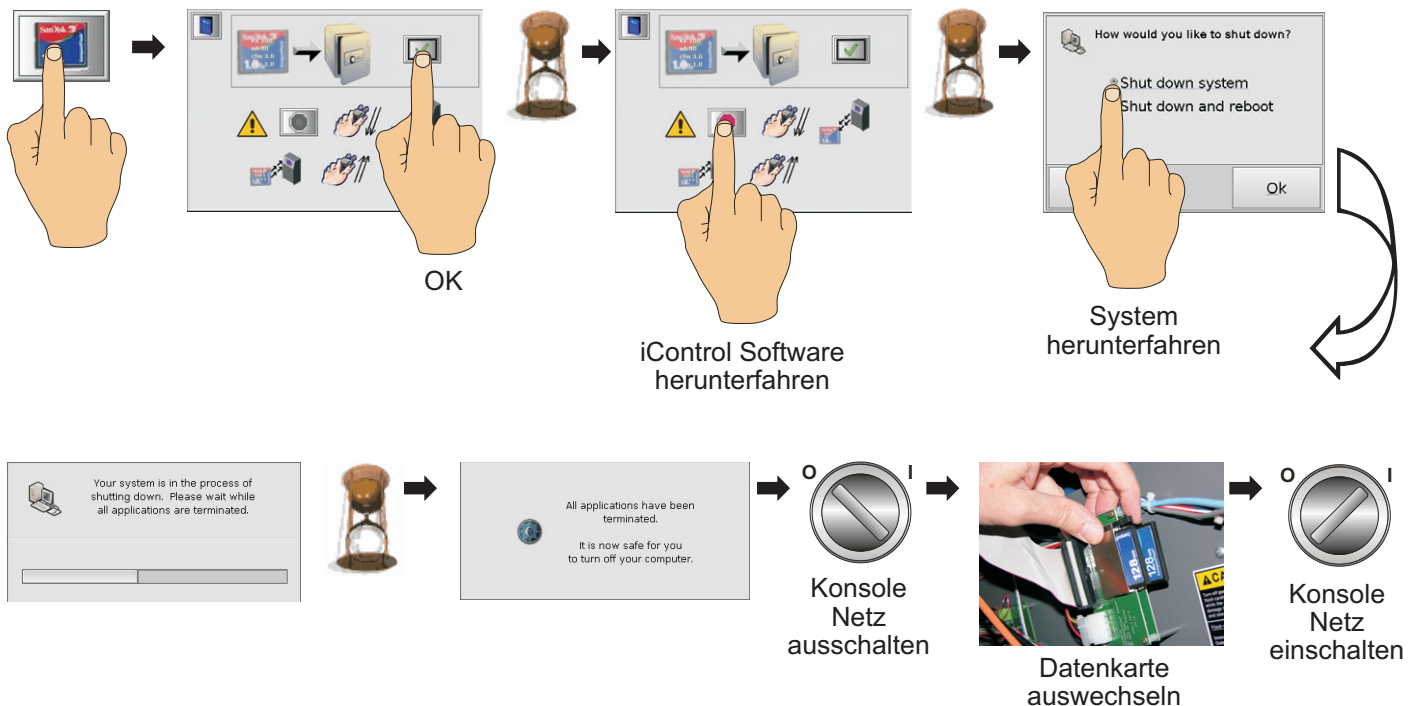 SanDisk
OK
iControl Software
herunterfahren
How would you like to shut down?
Shut down system
Shut down and reboot
Ok
System
herunterfahren
Your system is in the process of
shutting down. Please wait while
all applications are terminated.
All applications have been
terminated.
It is now safe for you
to turn off your computer.
O I
Konsole
Netz
ausschalten
128
128
Datenkarte
auswechseln
O I
Konsole
Netz
einschalten